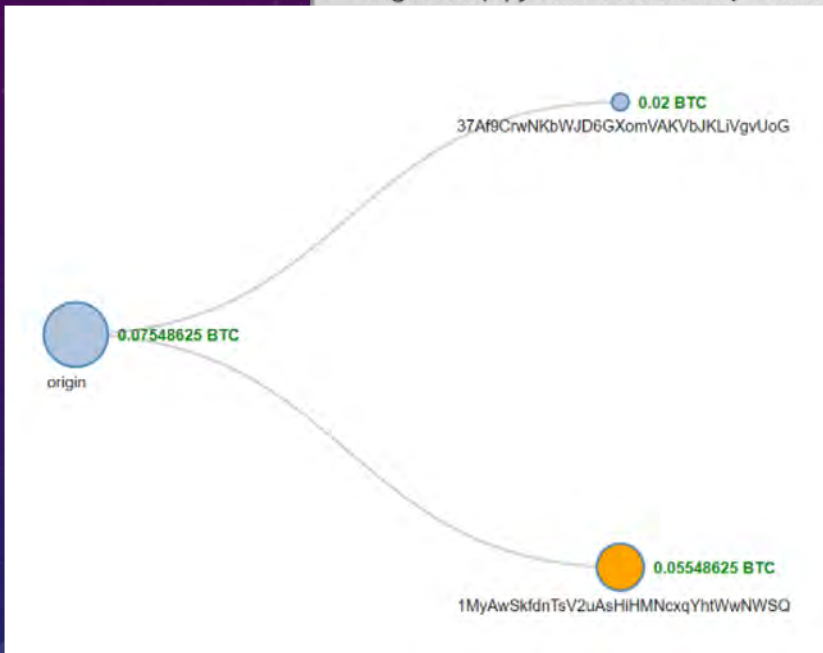 0.02 BTC
37Af9CrwNKbWJD6GXomVAKVbJKLiVgvUoG
0.07548625 BTC
origin
0.05548625 BTC
1MyAwSkfdnTsV2uAsHiHMNcxqYhtWwNWSQ